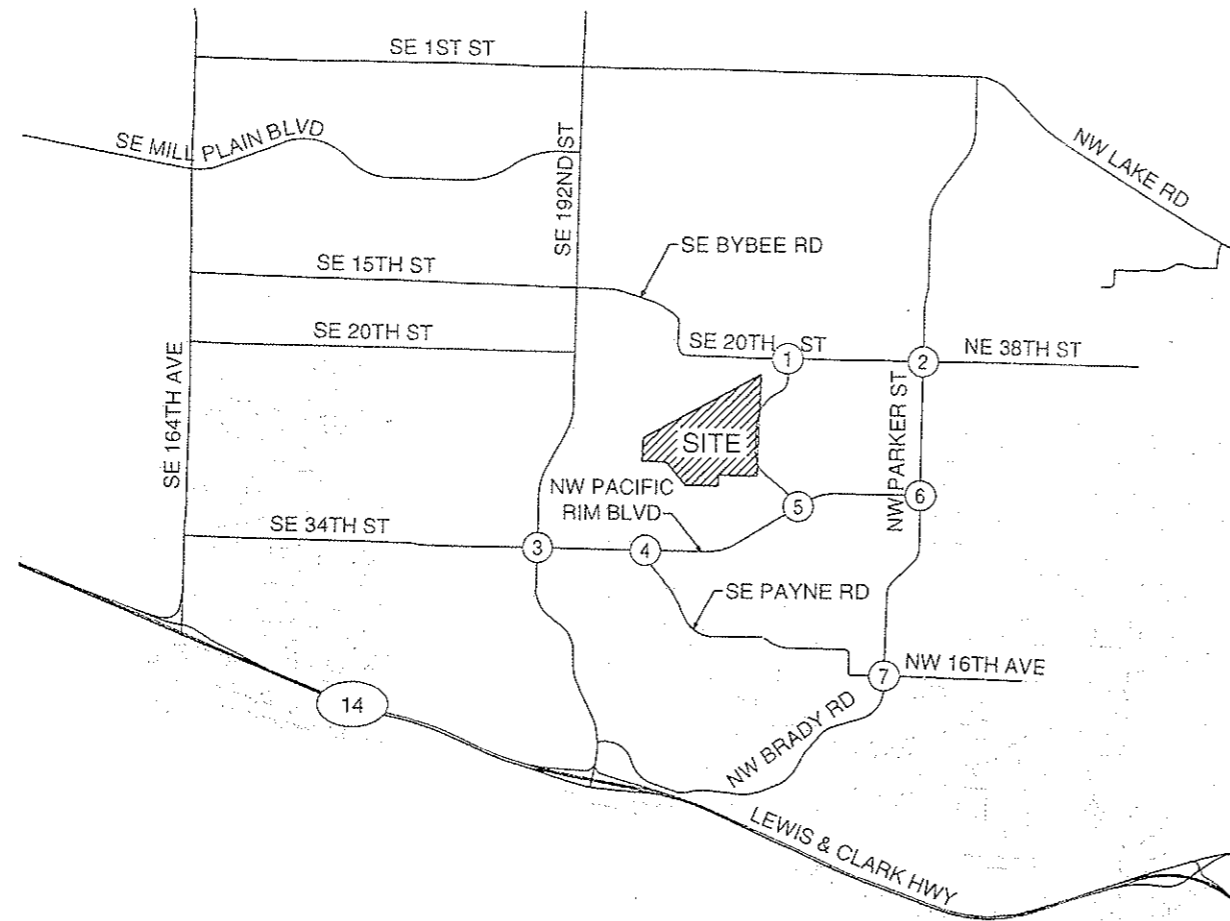 SE 1ST ST
SE MILL PLAIN BLVD
SE 192ND ST
NW LAKE RD
SE BYBEE RD
SE 15TH ST
SE 20TH ST
SE 20TH ST
1
2
NE 38TH ST
SE 164TH AVE
SITE
NW PARKER ST
NW PACIFIC
RIM BLVD
5
6
SE 34TH ST
3
4
SE PAYNE RD
7
NW 16TH AVE
14
NW BRADY RD
LEWIS & CLARK HWY